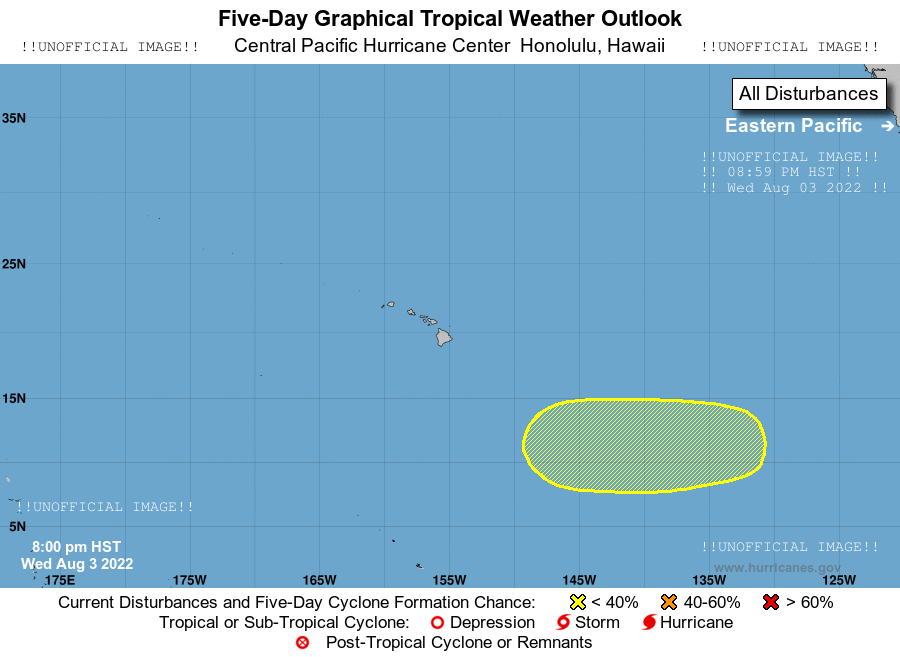 Five-Day Graphical Tropical Weather Outlook
!!UNOFFICIAL IMAGE!! Central Pacific Hurricane Center Honolulu, Hawaii !!UNOFFICIAL IMAGE!!
All Disturbances
35N
Eastern Pacific
!!UNOFFICIAL IMAGE!!
!! 08:59 PM HST !!
!! Wed Aug 03 2022 !!
25N
15N
!!UNOFFICIAL IMAGE!!
5N
8:00 pm HST
!!UNOFFICIAL IMAGE!!
Wed Aug 3 2022
www.hurricanes.gov
175E 175W 165W 155W 145W 135W 125W
Current Disturbances and Five-Day Cyclone Formation Chance: < 40% 40-60% > 60%
Tropical or Sub-Tropical Cyclone: Depression Storm Hurricane
Post-Tropical Cyclone or Remnants